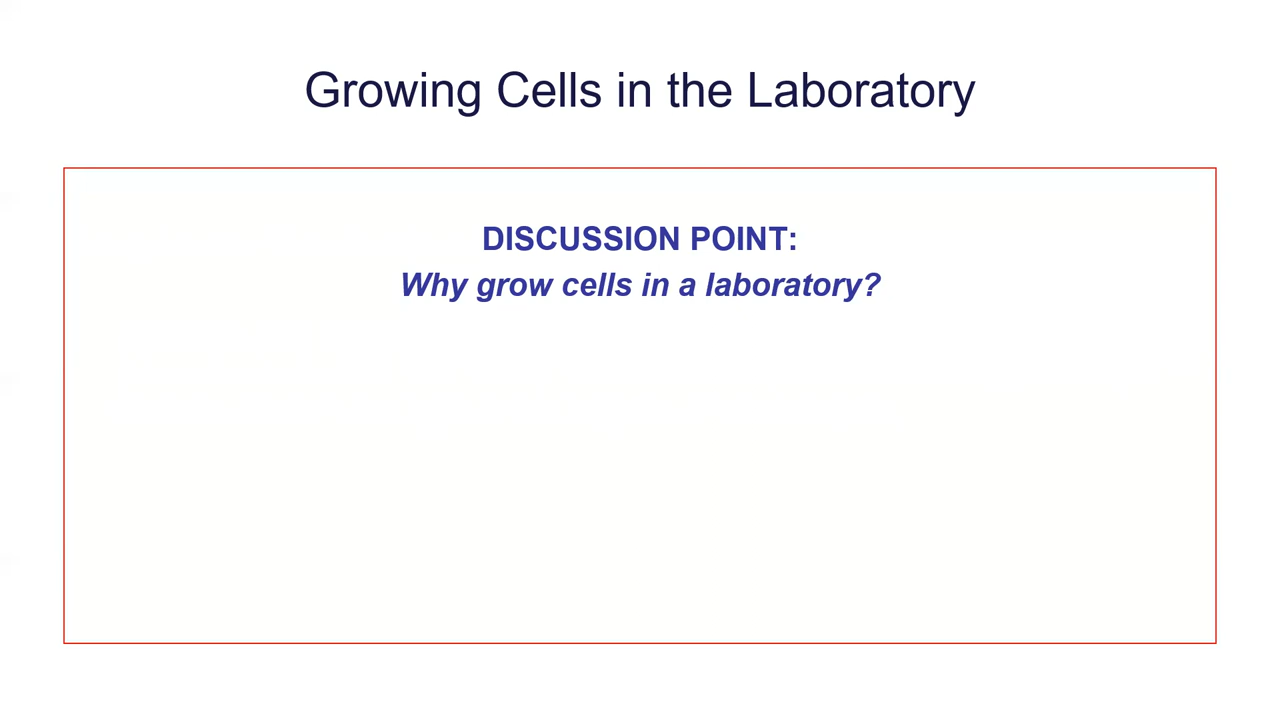 Growing Cells in the Laboratory
DISCUSSION POINT:
Why grow cells in a laboratory?